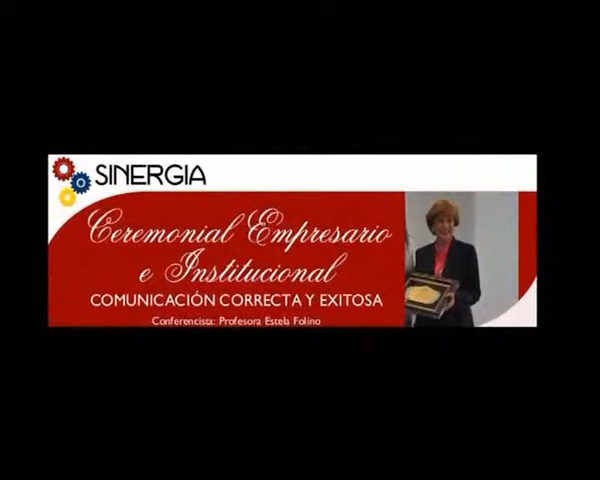 SINERGIA
Ceremonial Empresario
e Institucional
COMUNICACIÓN CORRECTA Y EXITOSA
Conferencista: Profesora Estela Folino